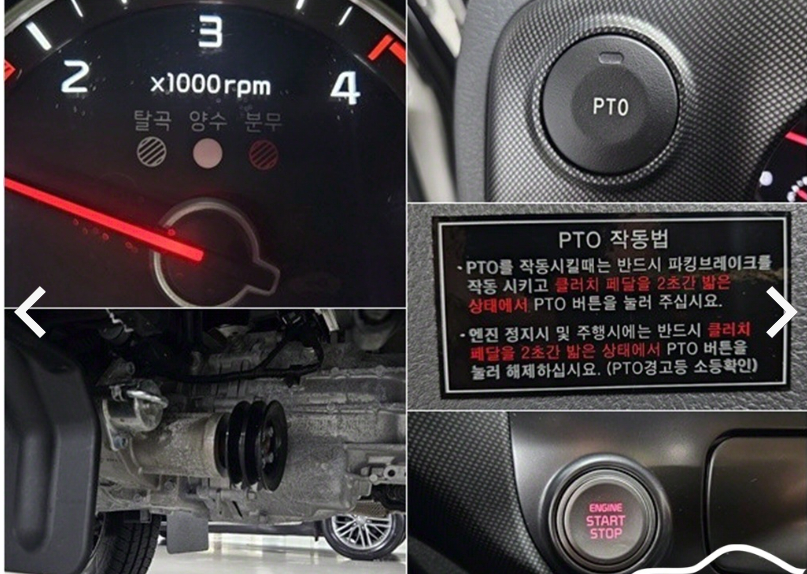 3
2
4
x1000rpm
탈곡 양수 분무
PTO
PTO 작동법
·PTO를 작동시킬때는 반드시 파킹브레이크를
작동 시키고 클러치 페달을 2초간 밟은
상태에서 PTO 버튼을 눌러 주십시요.
·엔진 정지시 및 주행시에는 반드시 클러치
페달을 2초간 밟은 상태에서 PTO 버튼을
눌러 해제하십시요. (PTO경고등 소등확인)
ENGINE
START
STOP